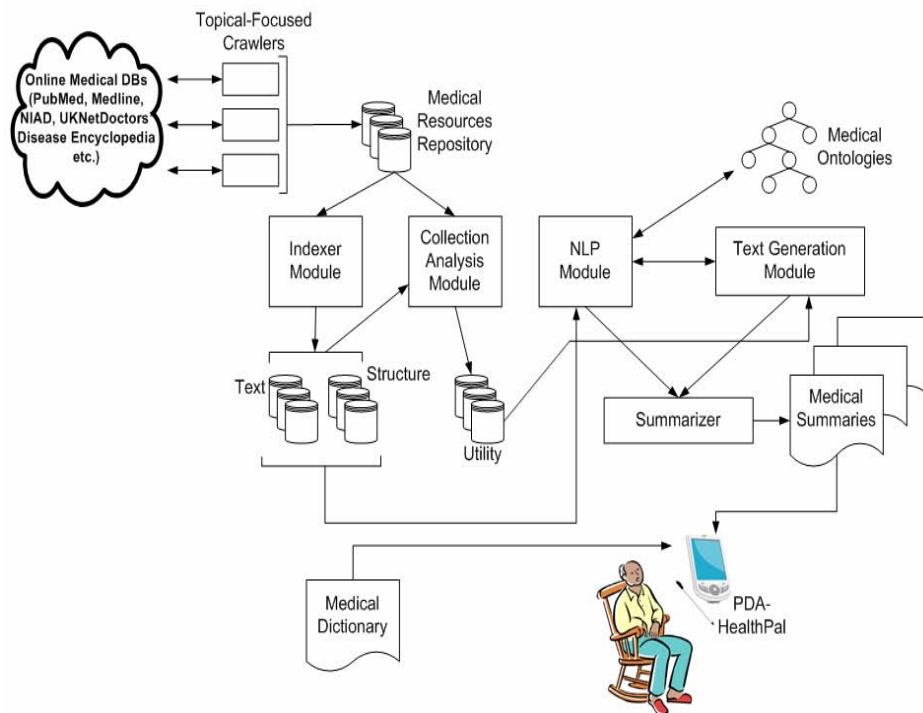 Topical-Focused
Crawlers
Online Medical DBs
(PubMed, Medline,
NIAD, UKNetDoctors
Disease Encyclopedia
etc.)
Medical
Resources
Repository
Medical
Ontologies
Indexer
Module
Collection
Analysis
Module
NLP
Module
Text Generation
Module
Text
Structure
Utility
Summarizer
Medical
Summaries
Medical
Dictionary
PDA-
HealthPal